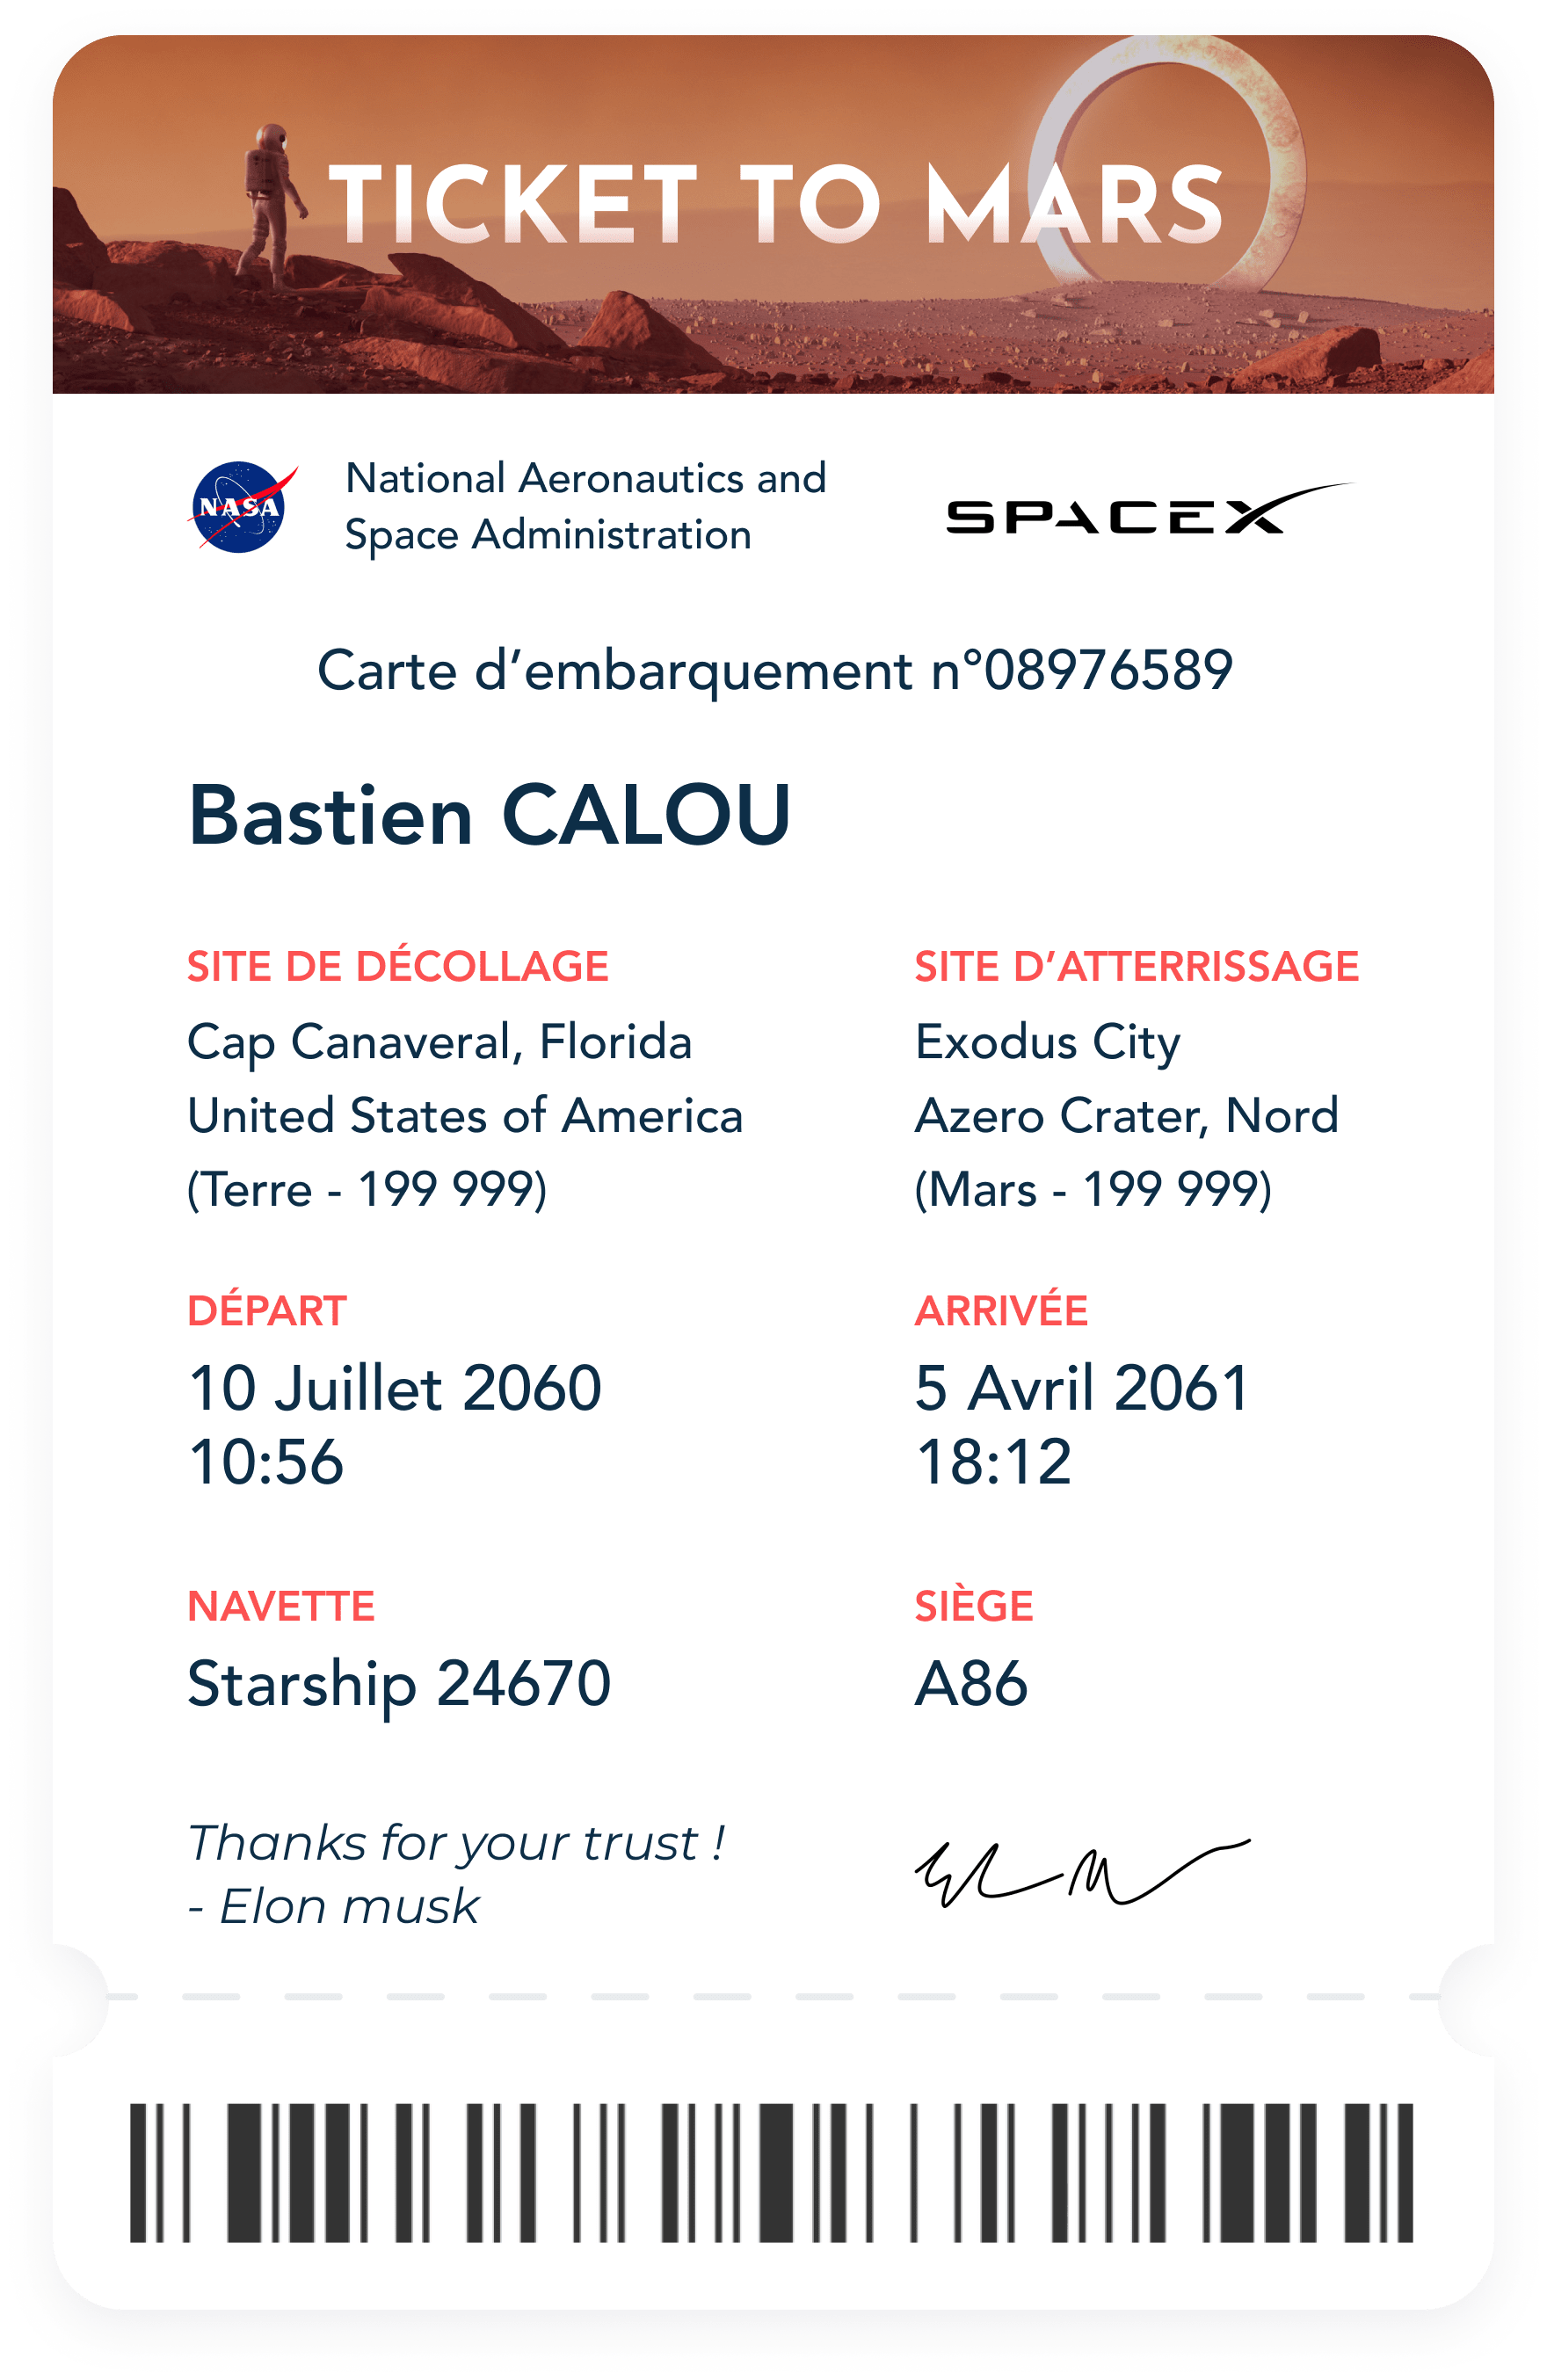 TICKET TO MARS
NASA
National Aeronautics and
Space Administration
SPACEX
Carte d’embarquement n°08976589
Bastien CALOU
SITE DE DÉCOLLAGE
Cap Canaveral, Florida
United States of America
(Terre - 199 999)
SITE D’ATTERRISSAGE
Exodus City
Azero Crater, Nord
(Mars - 199 999)
DÉPART
10 Juillet 2060
10:56
ARRIVÉE
5 Avril 2061
18:12
NAVETTE
Starship 24670
SIÈGE
A86
Thanks for your trust !
- Elon musk